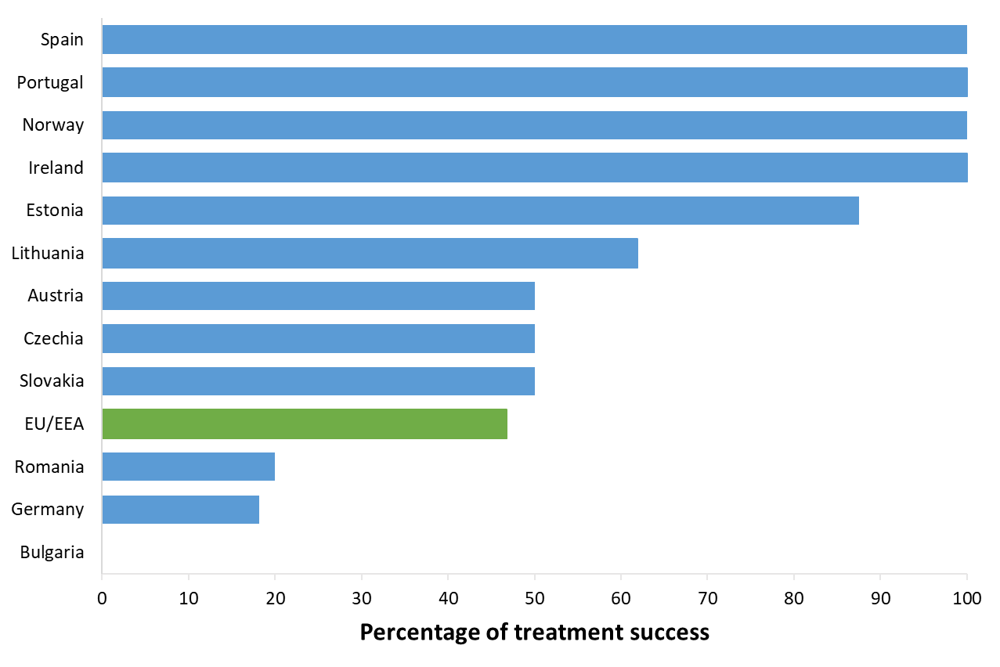 Spain
Portugal
Norway
Ireland
Estonia
Lithuania
Austria
Czechia
Slovakia
EU/EEA
Romania
Germany
Bulgaria
0 10 20 30 40 50 60 70 80 90 100
Percentage of treatment success